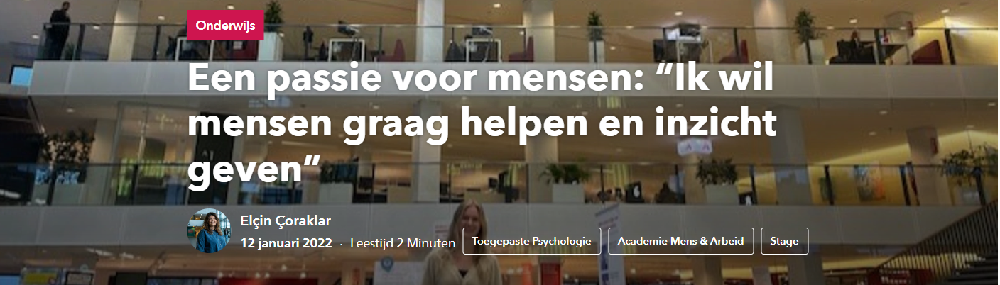 Onderwijs
Een passie voor mensen: “Ik wil
mensen graag helpen en inzicht
geven”
Elçin Çoraklar
12 januari 2022 · Leestijd 2 Minuten
Toegepaste Psychologie
Academie Mens & Arbeid
Stage